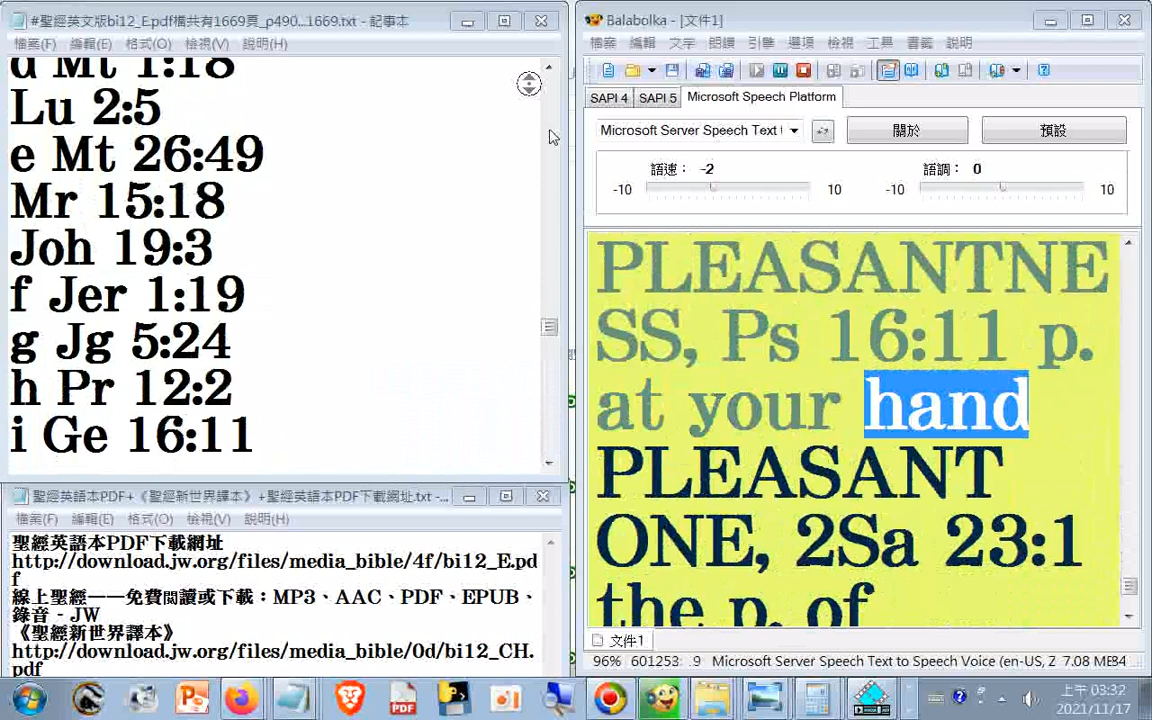 #聖經英文版bi12_E.pdf檔共有1669頁_p490...1669.txt - 記事本
檔案(F) 編輯(E) 格式(O) 檢視(V) 說明(H)
d Mt 1:18
Lu 2:5
e Mt 26:49
Mr 15:18
Joh 19:3
f Jer 1:19
g Jg 5:24
h Pr 12:2
i Ge 16:11
聖經英語本PDF+《聖經新世界譯本》+聖經英語本PDF下載網址.txt -...
檔案(F) 編輯(E) 格式(O) 檢視(V) 說明(H)
聖經英語本PDF下載網址
http://download.jw.org/files/media_bible/4f/bi12_E.pd
f
線上聖經——免費閱讀或下載：MP3、AAC、PDF、EPUB、
錄音 - JW
《聖經新世界譯本》
http://download.jw.org/files/media_bible/0d/bi12_CH.
pdf
Balabolka - [文件1]
檔案 編輯 文字 朗讀 引擎 選項 檢視 工具 書籤 說明
SAPI 4 SAPI 5 Microsoft Speech Platform
Microsoft Server Speech Text 關於 預設
語速： -2 語調： 0
-10 10 -10 10
PLEASANTNE
SS, Ps 16:11 p.
at your hand
PLEASANT
ONE, 2Sa 23:1
the p. of
文件1
96% 601253: .9 Microsoft Server Speech Text to Speech Voice (en-US, Z 7.08 MB
上午 03:32
2021/11/17